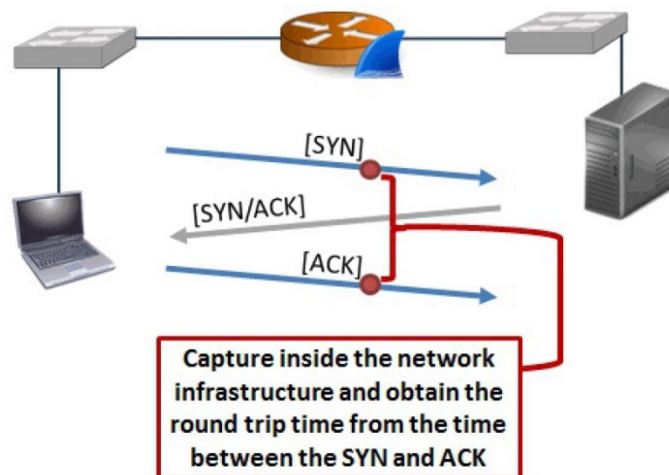 [SYN]
[SYN/ACK]
[ACK]
Capture inside the network
infrastructure and obtain the
round trip time from the time
between the SYN and ACK